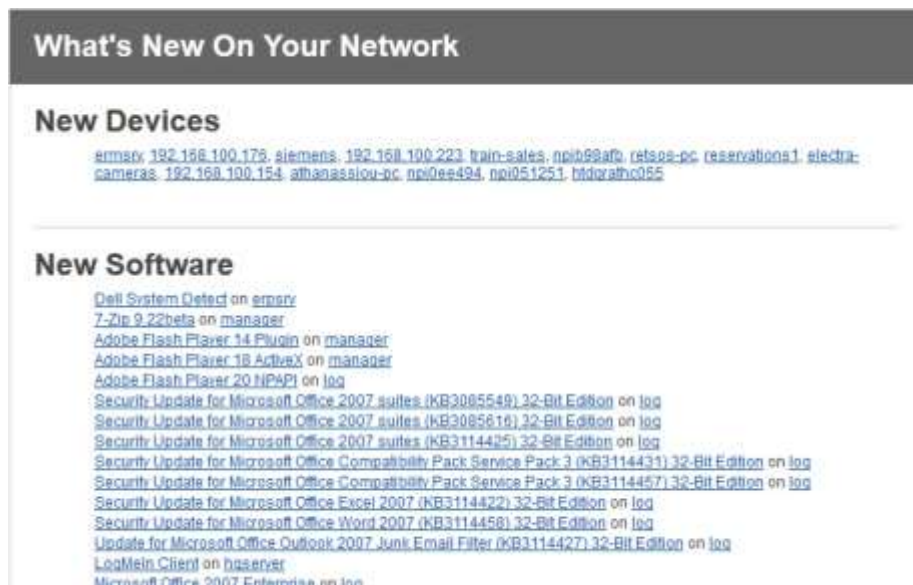 What's New On Your Network
New Devices
ermsrv, 192.168.100.176, siemens, 192.168.100.223, train-sales, npib98afb, retsos-pc, reservations1, electra-
cameras, 192.168.100.154, athanassiou-pc, npi0ee494, npi051251, htdgrathc055
New Software
Dell System Detect on erpsrv
7-Zip 9.22beta on manager
Adobe Flash Player 14 Plugin on manager
Adobe Flash Player 18 ActiveX on manager
Adobe Flash Player 20 NPAPI on log
Security Update for Microsoft Office 2007 suites (KB3085549) 32-Bit Edition on log
Security Update for Microsoft Office 2007 suites (KB3085616) 32-Bit Edition on log
Security Update for Microsoft Office 2007 suites (KB3114425) 32-Bit Edition on log
Security Update for Microsoft Office Compatibility Pack Service Pack 3 (KB3114431) 32-Bit Edition on log
Security Update for Microsoft Office Compatibility Pack Service Pack 3 (KB3114457) 32-Bit Edition on log
Security Update for Microsoft Office Excel 2007 (KB3114422) 32-Bit Edition on log
Security Update for Microsoft Office Word 2007 (KB3114458) 32-Bit Edition on log
Update for Microsoft Office Outlook 2007 Junk Email Filter (KB3114427) 32-Bit Edition on log
LogMeIn Client on hqserver
Microsoft Office 2007 Enterprise on log